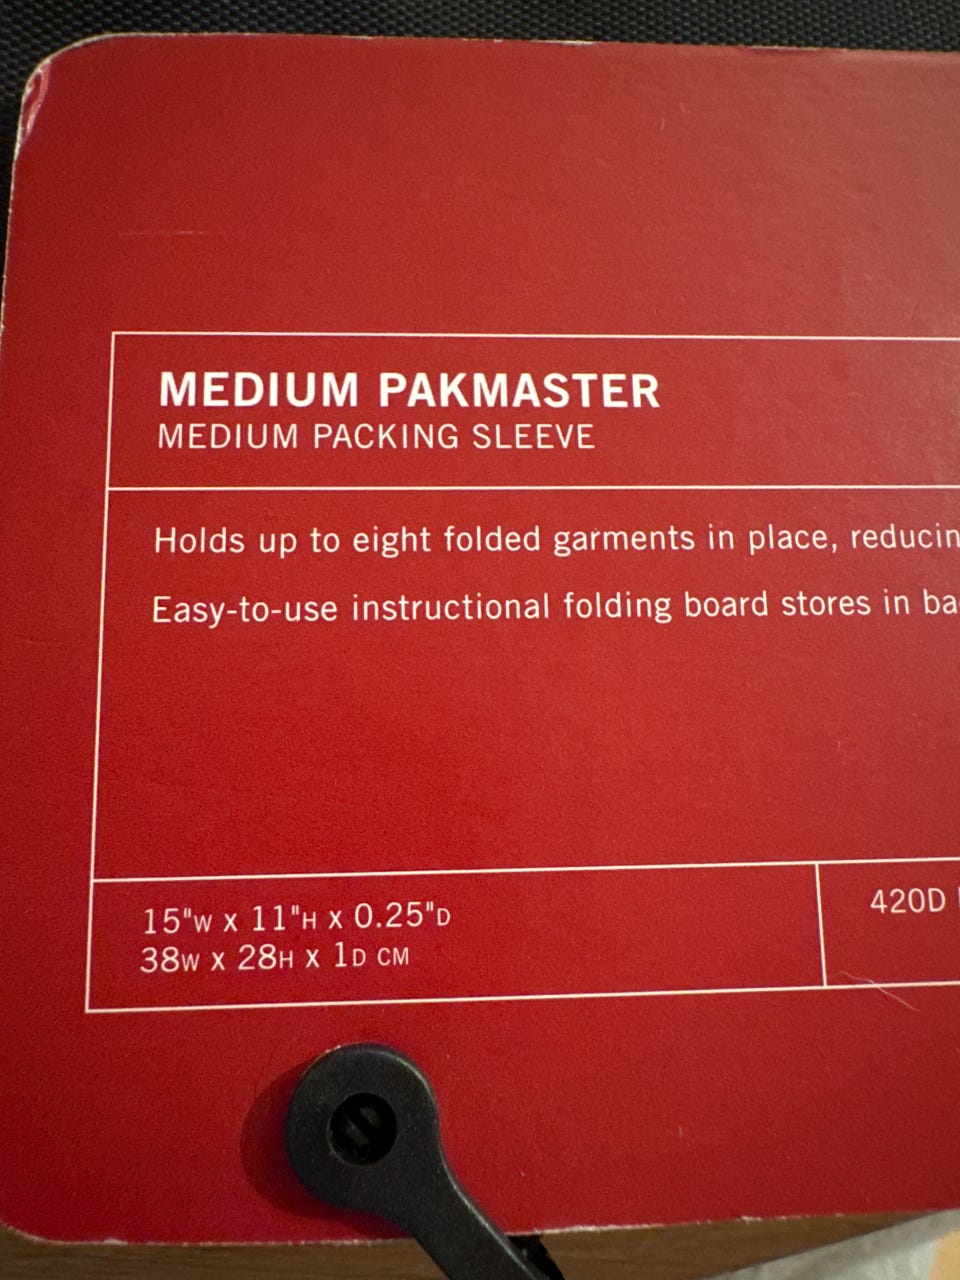 MEDIUM PAKMASTER
MEDIUM PACKING SLEEVE
Holds up to eight folded garments in place,
Easy-to-use instructional folding board stores in
15"W x 11"H x 0.25"D
420D
38W x 28H x 1D CM